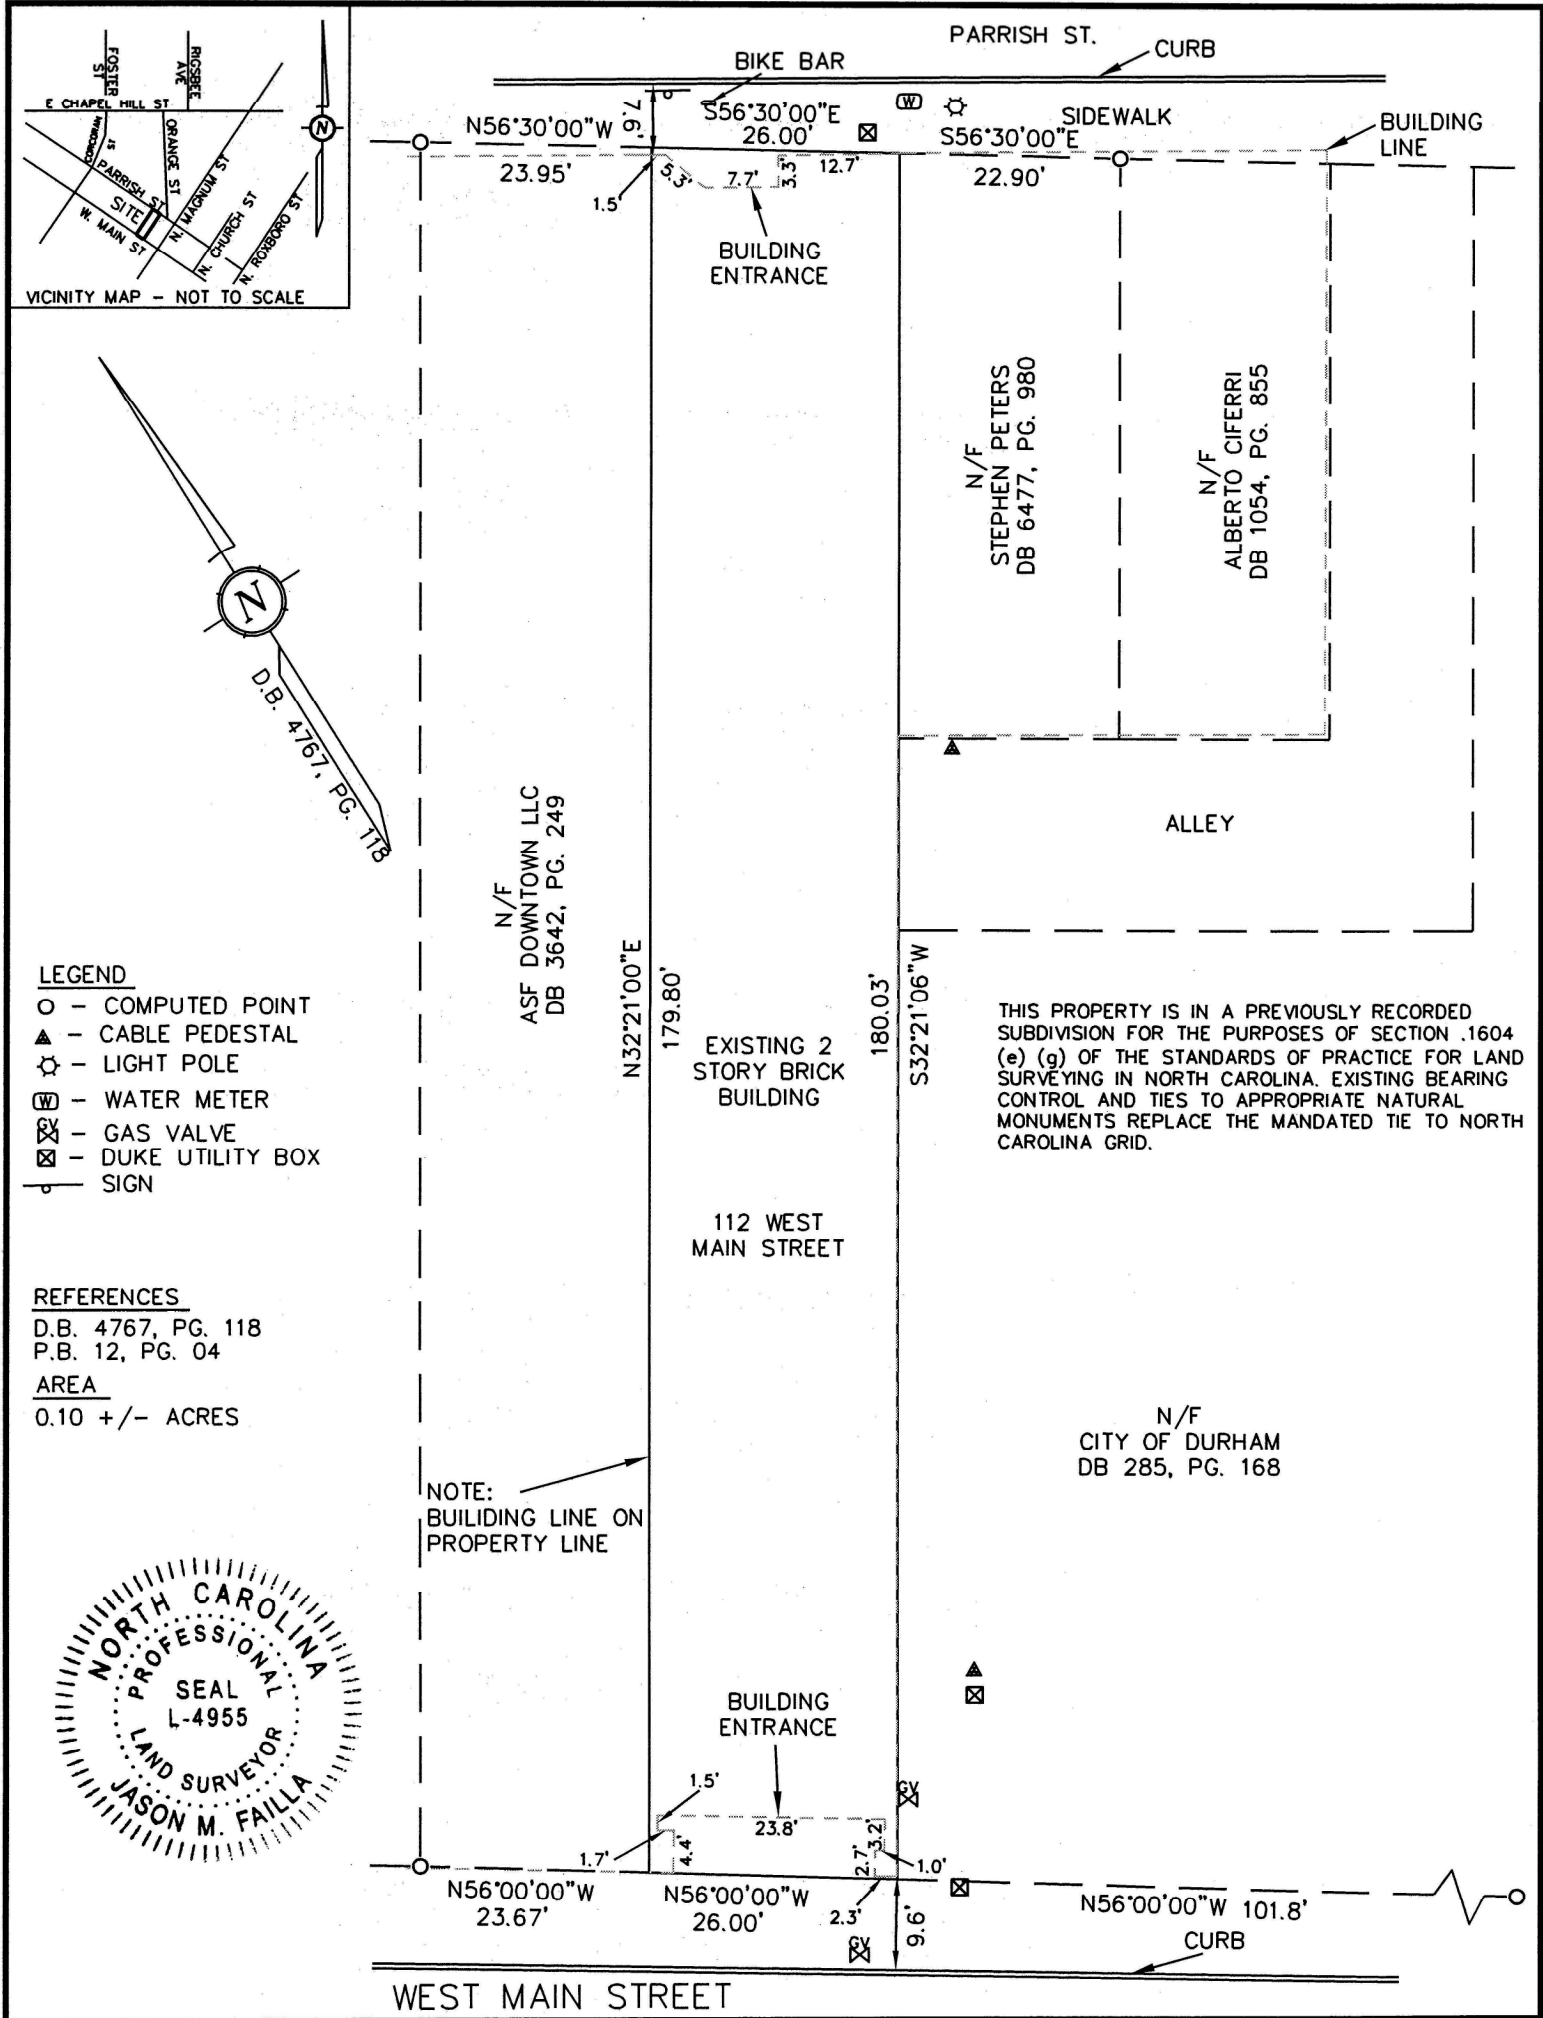 FOSTER ST
RIGSBEE AVE
E CHAPEL HILL ST
CORCORAN ST
ORANGE ST
PARRISH ST
N. MAGNUM ST
SITE
W. MAIN ST
N. CHURCH ST
N. ROXBORO ST
N
VICINITY MAP - NOT TO SCALE
PARRISH ST.
CURB
BIKE BAR
SIDEWALK
BUILDING
LINE
7.6'
N56°30'00"W
23.95'
S56°30'00"E
26.00'
S56°30'00"E
22.90'
1.5'
5.3'
7.7'
3.3'
12.7'
BUILDING
ENTRANCE
N/F
STEPHEN PETERS
DB 6477, PG. 980
N/F
ALBERTO CIFERRI
DB 1054, PG. 855
N
D.B. 4767, PG. 118
ALLEY
N/F
ASF DOWNTOWN LLC
DB 3642, PG. 249
N32°21'00"E
179.80'
180.03'
S32°21'06"W
EXISTING 2
STORY BRICK
BUILDING
112 WEST
MAIN STREET
THIS PROPERTY IS IN A PREVIOUSLY RECORDED
SUBDIVISION FOR THE PURPOSES OF SECTION .1604
(e) (g) OF THE STANDARDS OF PRACTICE FOR LAND
SURVEYING IN NORTH CAROLINA. EXISTING BEARING
CONTROL AND TIES TO APPROPRIATE NATURAL
MONUMENTS REPLACE THE MANDATED TIE TO NORTH
CAROLINA GRID.
LEGEND
- COMPUTED POINT
- CABLE PEDESTAL
- LIGHT POLE
W - WATER METER
GV - GAS VALVE
- DUKE UTILITY BOX
SIGN
REFERENCES
D.B. 4767, PG. 118
P.B. 12, PG. 04
AREA
0.10 +/- ACRES
N/F
CITY OF DURHAM
DB 285, PG. 168
NOTE:
BUILIDING LINE ON
PROPERTY LINE
NORTH CAROLINA
PROFESSIONAL
SEAL
L-4955
LAND SURVEYOR
JASON M. FAILLA
BUILDING
ENTRANCE
1.5'
23.8'
GV
1.7'
4.4'
2.7'
3.2'
1.0'
N56°00'00"W
23.67'
N56°00'00"W
26.00'
2.3'
9.6'
N56°00'00"W 101.8'
GV
CURB
WEST MAIN STREET
W